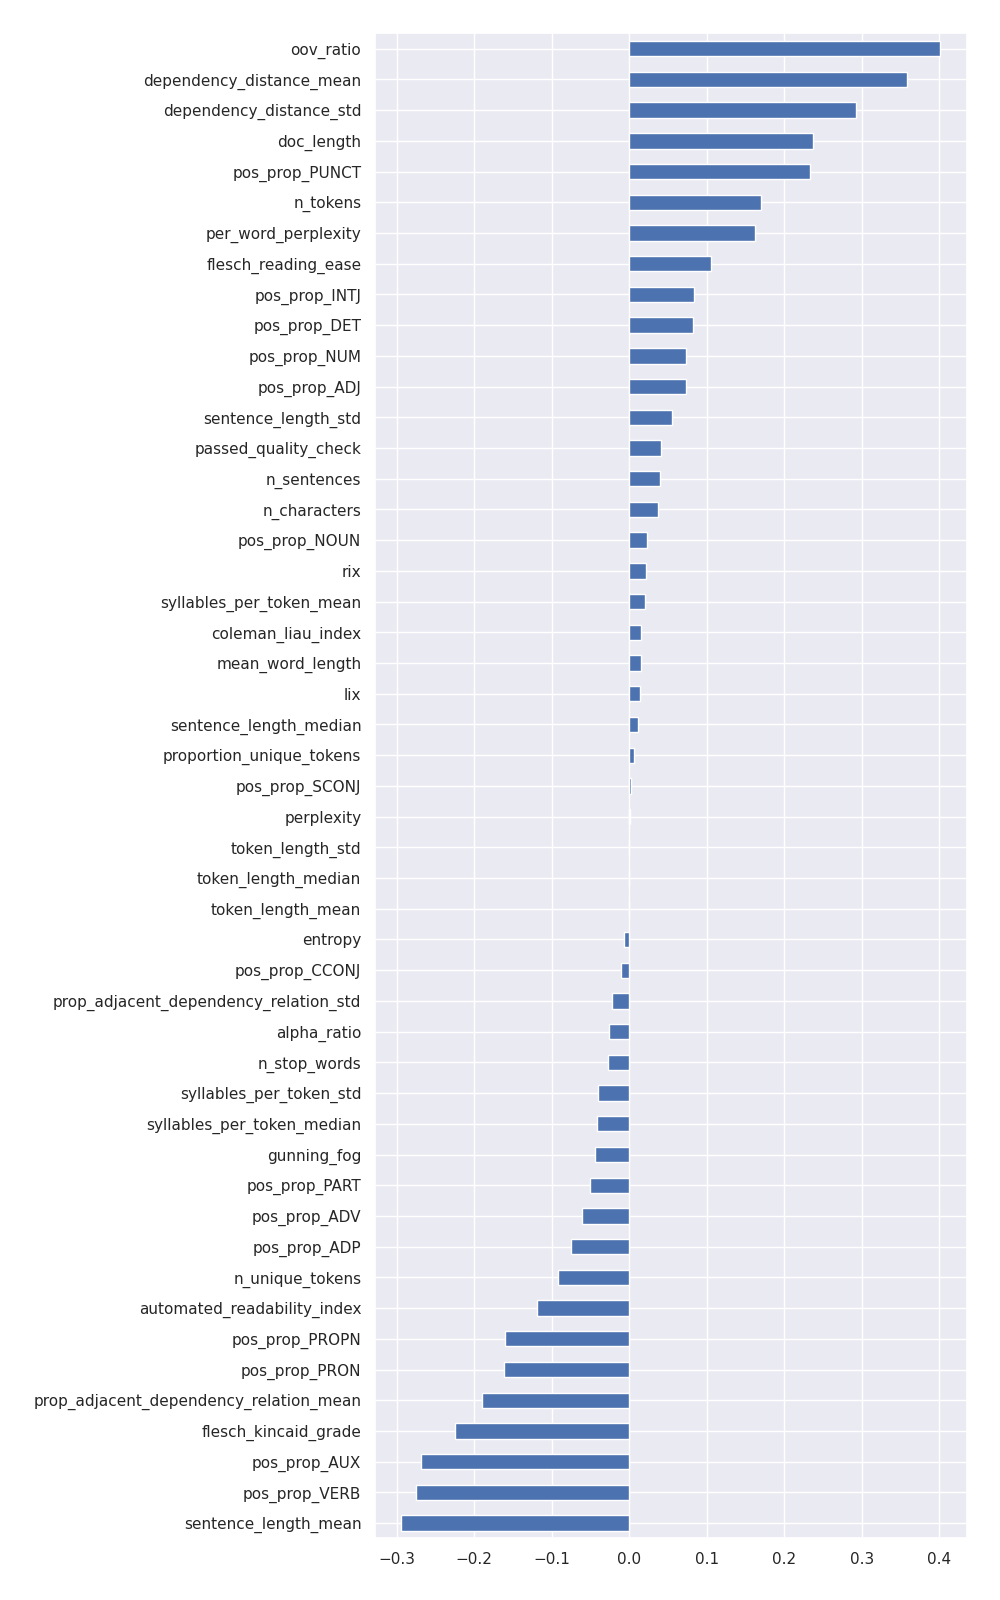 oov_ratio
dependency_distance_mean
dependency_distance_std
doc_length
pos_prop_PUNCT
n_tokens
per_word_perplexity
flesch_reading_ease
pos_prop_INTJ
pos_prop_DET
pos_prop_NUM
pos_prop_ADJ
sentence_length_std
passed_quality_check
n_sentences
n_characters
pos_prop_NOUN
rix
syllables_per_token_mean
coleman_liau_index
mean_word_length
lix
sentence_length_median
proportion_unique_tokens
pos_prop_SCONJ
perplexity
token_length_std
token_length_median
token_length_mean
entropy
pos_prop_CCONJ
prop_adjacent_dependency_relation_std
alpha_ratio
n_stop_words
syllables_per_token_std
syllables_per_token_median
gunning_fog
pos_prop_PART
pos_prop_ADV
pos_prop_ADP
n_unique_tokens
automated_readability_index
pos_prop_PROPN
pos_prop_PRON
prop_adjacent_dependency_relation_mean
flesch_kincaid_grade
pos_prop_AUX
pos_prop_VERB
sentence_length_mean
−0.3 −0.2 −0.1 0.0 0.1 0.2 0.3 0.4